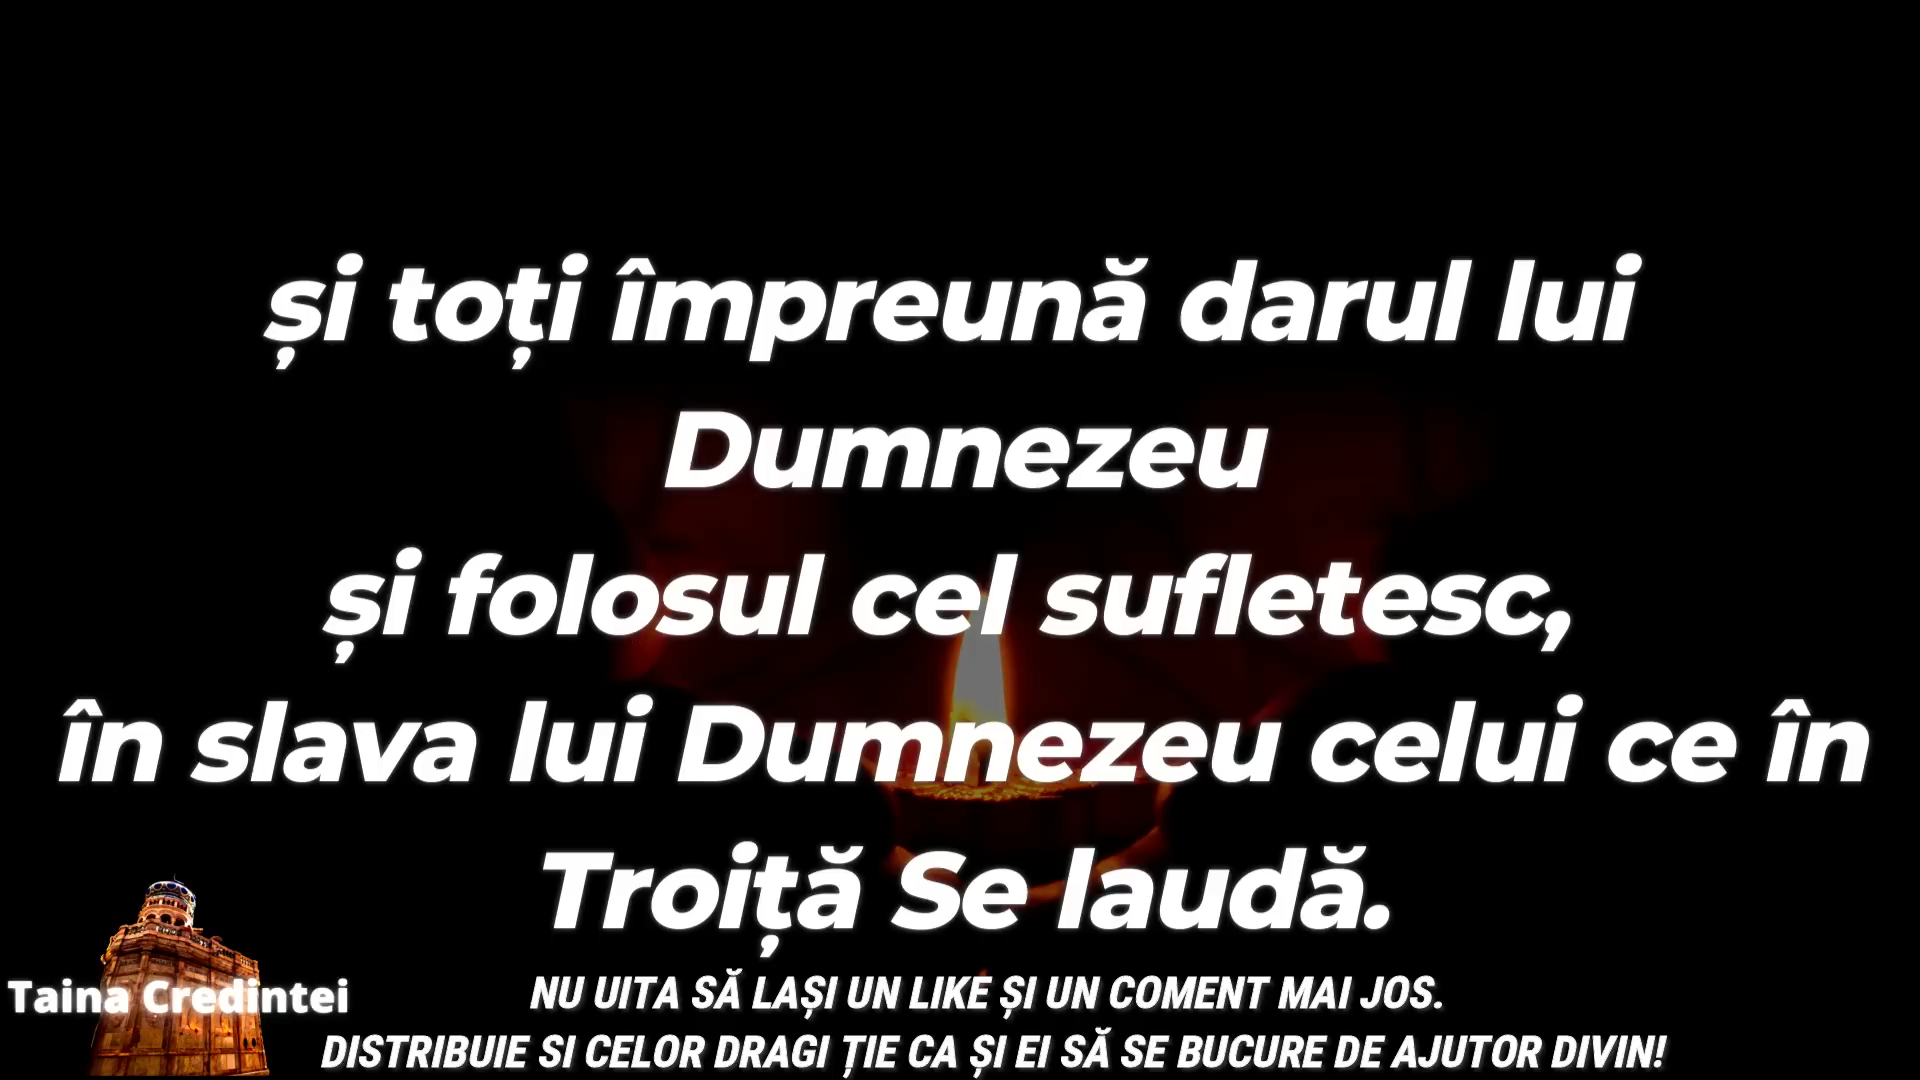 și toți împreună darul lui
Dumnezeu
și folosul cel sufletesc,
în slava lui Dumnezeu celui ce în
Troiță Se laudă.
Taina Credintei
NU UITA SĂ LAȘI UN LIKE ȘI UN COMENT MAI JOS.
DISTRIBUIE SI CELOR DRAGI ȚIE CA ȘI EI SĂ SE BUCURE DE AJUTOR DIVIN!